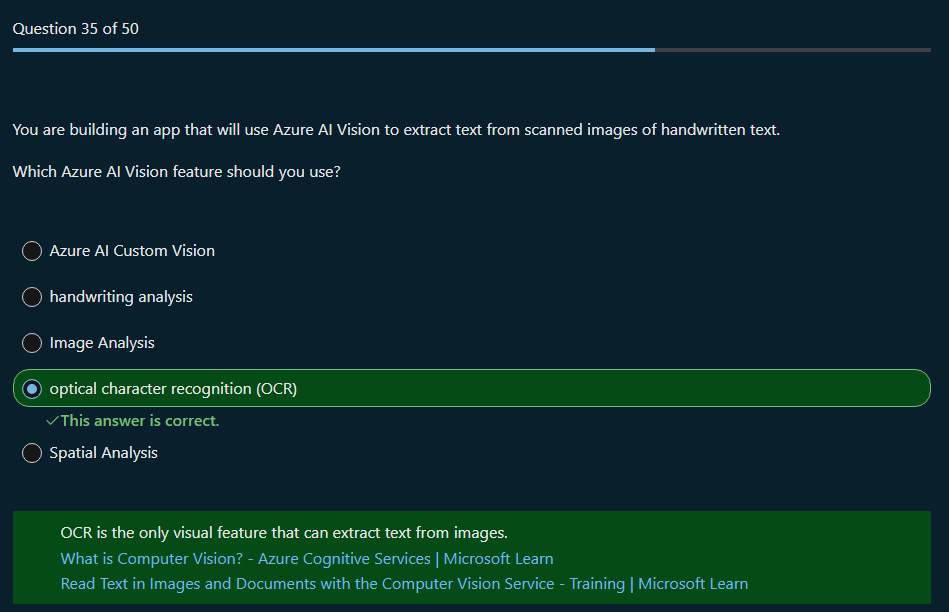 Question 35 of 50
You are building an app that will use Azure AI Vision to extract text from scanned images of handwritten text.
Which Azure AI Vision feature should you use?
Azure AI Custom Vision
handwriting analysis
Image Analysis
optical character recognition (OCR)
✓This answer is correct.
Spatial Analysis
OCR is the only visual feature that can extract text from images.
What is Computer Vision? - Azure Cognitive Services | Microsoft Learn
Read Text in Images and Documents with the Computer Vision Service - Training | Microsoft Learn